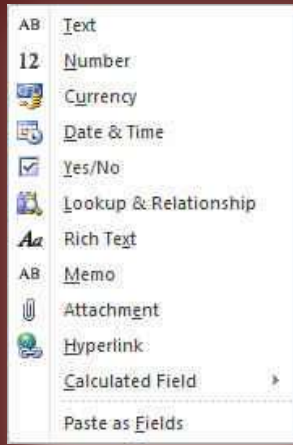 AB Text
12 Number
Currency
Date & Time
Yes/No
Lookup & Relationship
Aa Rich Text
AB Memo
Attachment
Hyperlink
Calculated Field
Paste as Fields